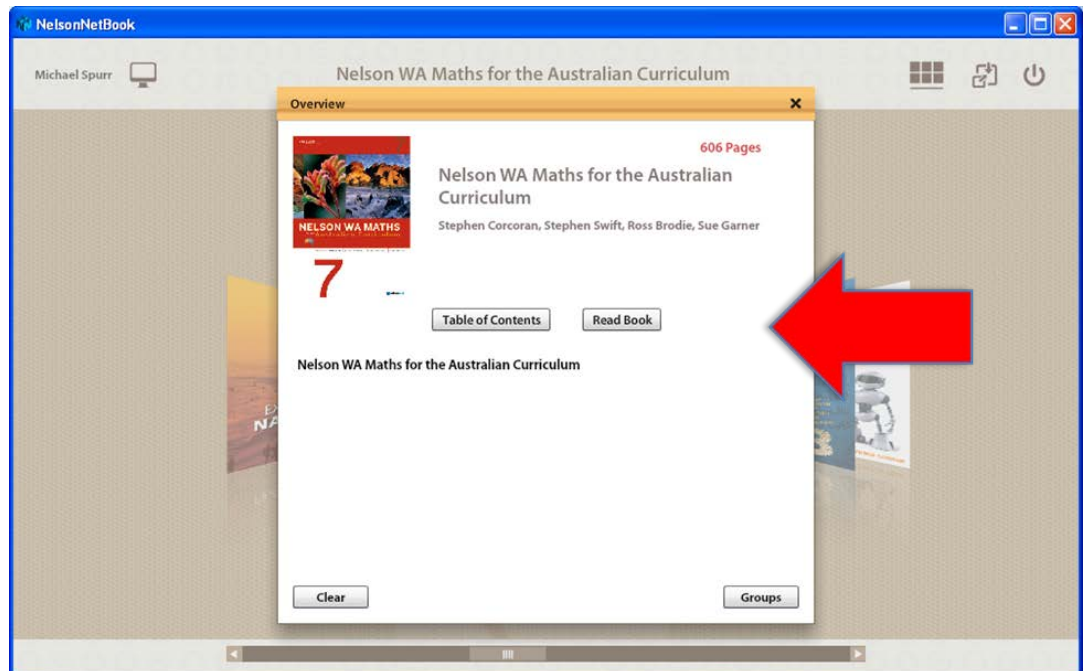 NelsonNetBook
Michael Spurr
Nelson WA Maths for the Australian Curriculum
Overview
606 Pages
Nelson WA Maths for the Australian
Curriculum
Stephen Corcoran, Stephen Swift, Ross Brodie, Sue Garner
NELSON WA MATHS
7
Table of Contents
Read Book
Nelson WA Maths for the Australian Curriculum
Clear
Groups